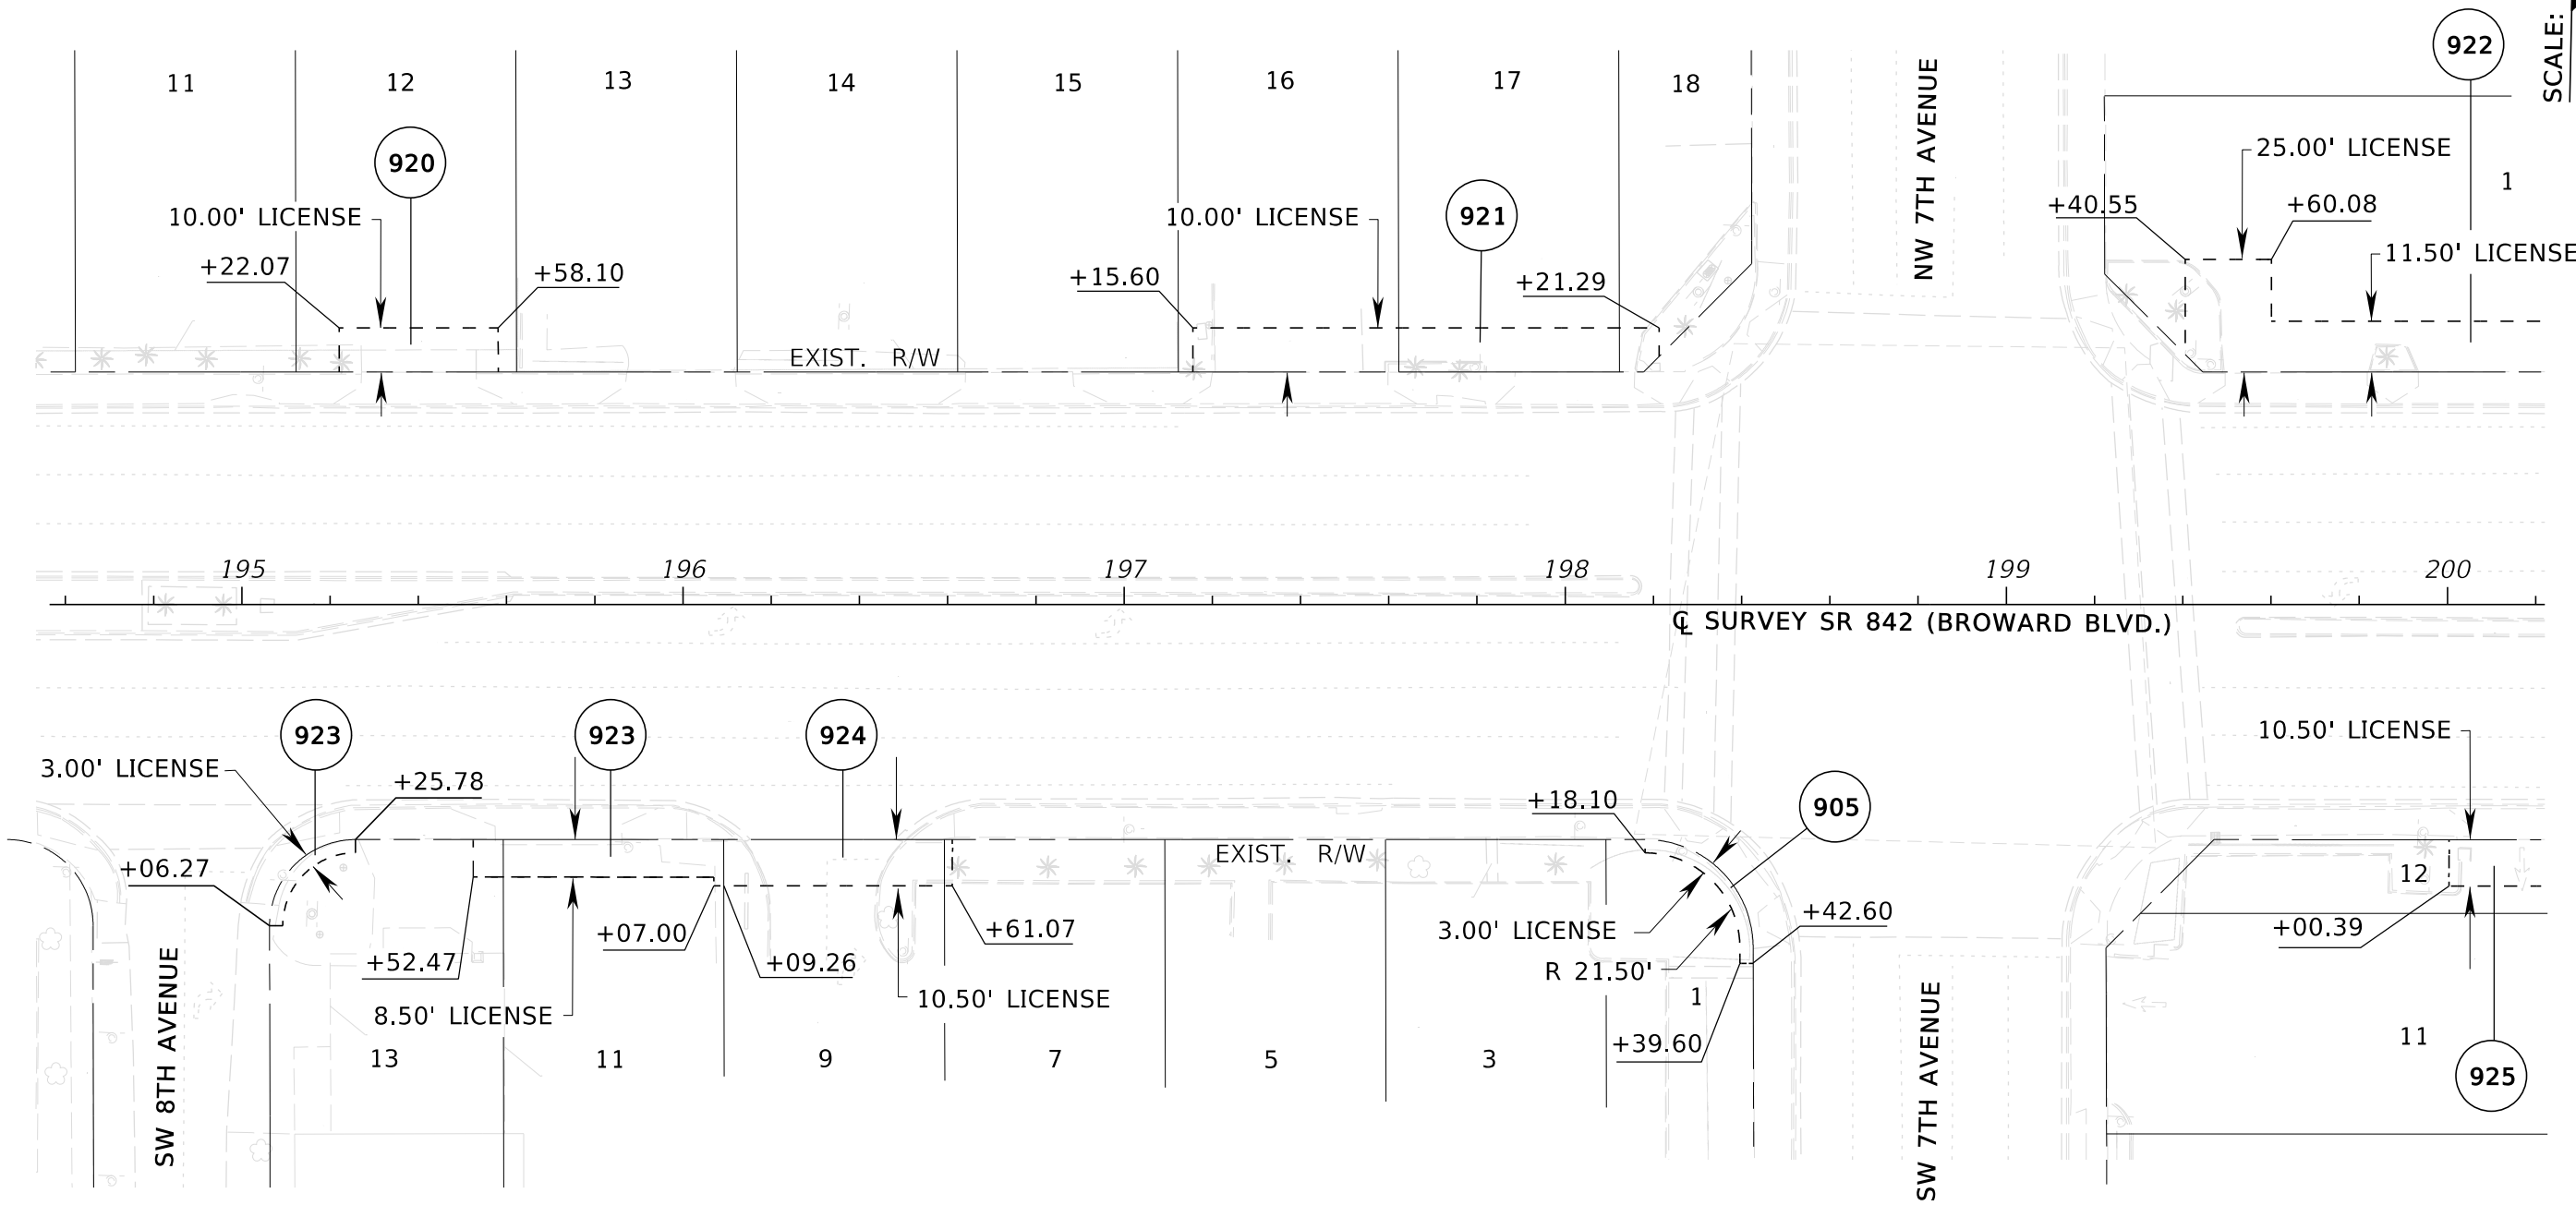 922
SCALE:
11
12
13
14
15
16
17
18
NW 7TH AVENUE
920
25.00' LICENSE
1
10.00' LICENSE
10.00' LICENSE
921
+40.55
+60.08
+22.07
+58.10
+15.60
+21.29
11.50' LICENSE
EXIST. R/W
195
196
197
198
199
200
℄ SURVEY SR 842 (BROWARD BLVD.)
923
923
924
10.50' LICENSE
3.00' LICENSE
+25.78
+18.10
905
+06.27
EXIST. R/W
12
+52.47
+07.00
+09.26
+61.07
3.00' LICENSE
+42.60
+00.39
R 21.50'
8.50' LICENSE
10.50' LICENSE
1
+39.60
11
13
11
9
7
5
3
925
SW 8TH AVENUE
SW 7TH AVENUE